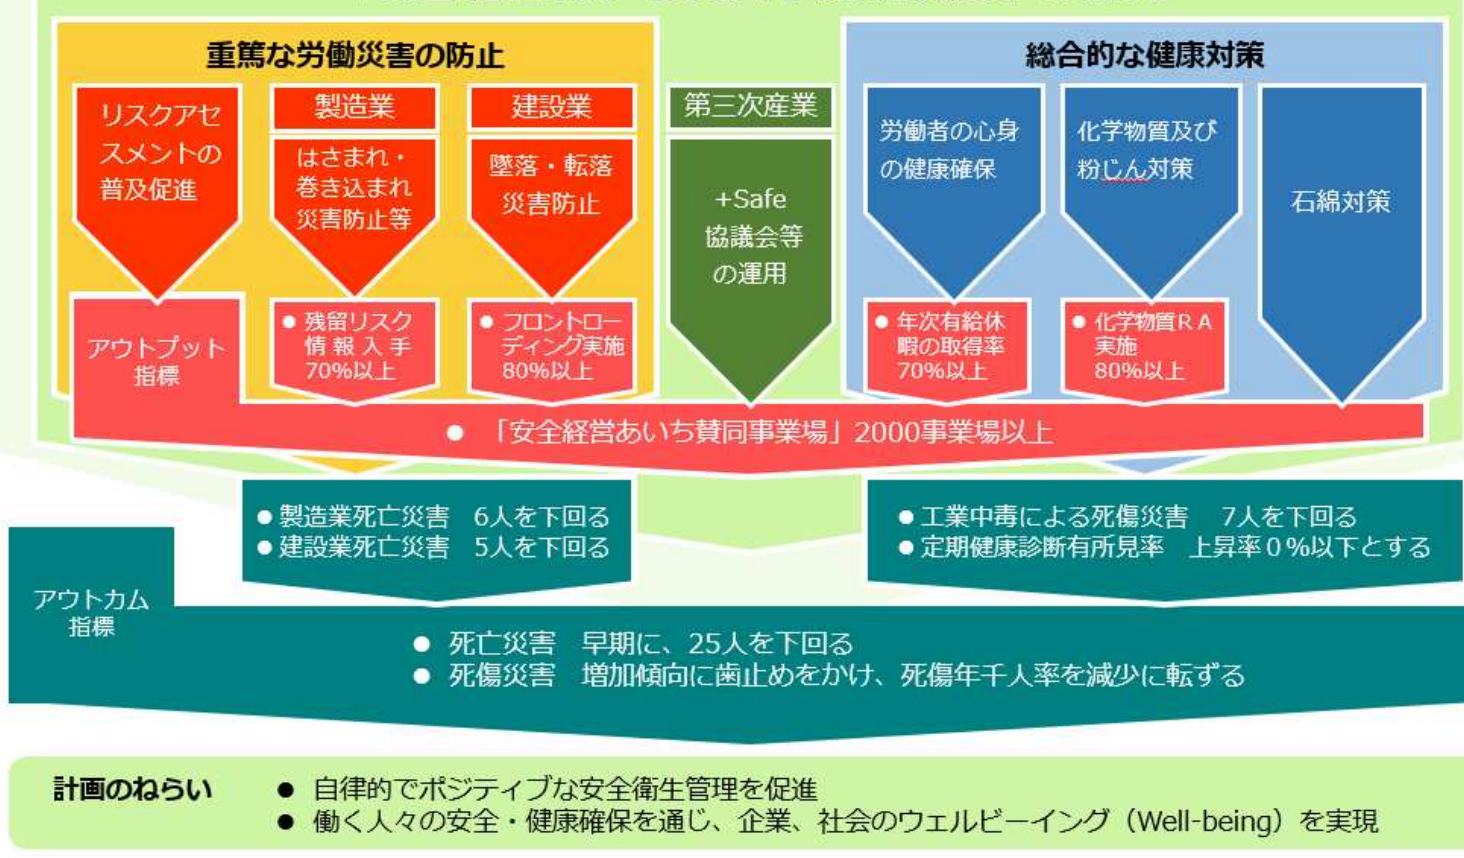 重篤な労働災害の防止
リスクアセ
スメントの
普及促進
製造業
はさまれ・
巻き込まれ
災害防止等
建設業
墜落・転落
災害防止
第三次産業
+Safe
協議会等
の運用
総合的な健康対策
労働者の心身
の健康確保
化学物質及び
粉じん対策
石綿対策
アウトプット
指標
● 残留リスク
情報入手
70%以上
● フロントロー
ディング実施
80%以上
● 年次有給休
暇の取得率
70%以上
● 化学物質RA
実施
80%以上
● 「安全経営あいち賛同事業場」2000事業場以上
● 製造業死亡災害 6人を下回る
● 建設業死亡災害 5人を下回る
● 工業中毒による死傷災害 7人を下回る
● 定期健康診断有所見率 上昇率0%以下とする
アウトカム
指標
● 死亡災害 早期に、25人を下回る
● 死傷災害 増加傾向に歯止めをかけ、死傷年千人率を減少に転ずる
計画のねらい
● 自律的でポジティブな安全衛生管理を促進
● 働く人々の安全・健康確保を通じ、企業、社会のウェルビーイング(Well-being)を実現